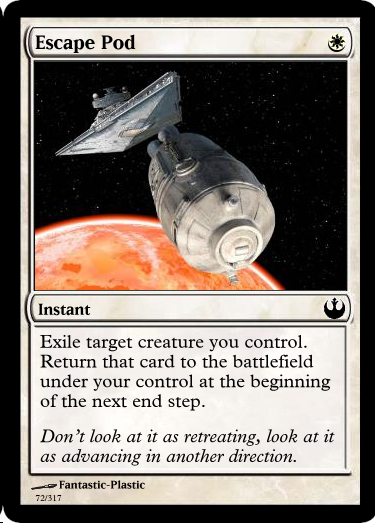 Escape Pod
Instant
Exile target creature you control.
Return that card to the battlefield
under your control at the beginning
of the next end step.
Don't look at it as retreating, look at it
as advancing in another direction.
Fantastic-Plastic
72/317